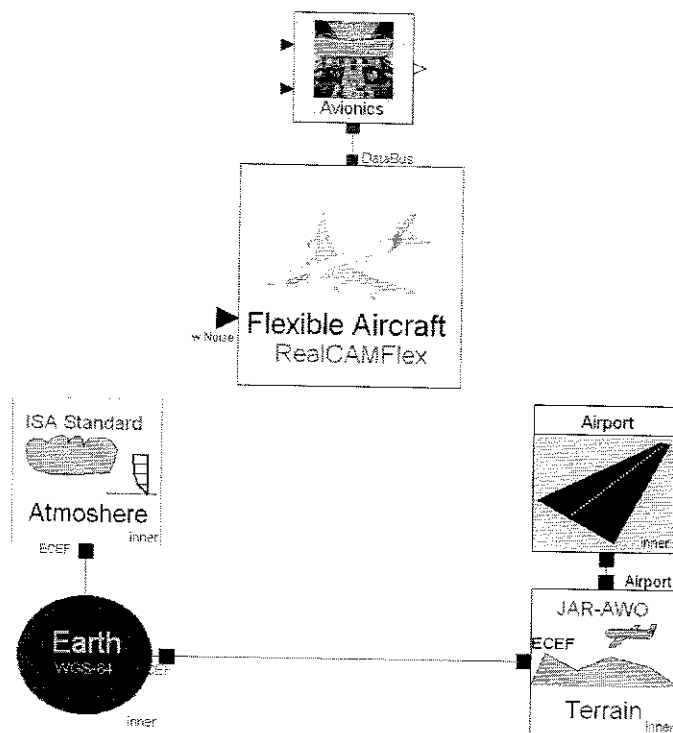 Avionics
DataBus
w Noise
Flexible Aircraft
RealCAMFlex
ISA Standard
Atmoshere
inner
ECEF
Airport
inner
Airport
Earth
WGS-84
ECEF
inner
JAR-AWO
ECEF
Terrain
inner